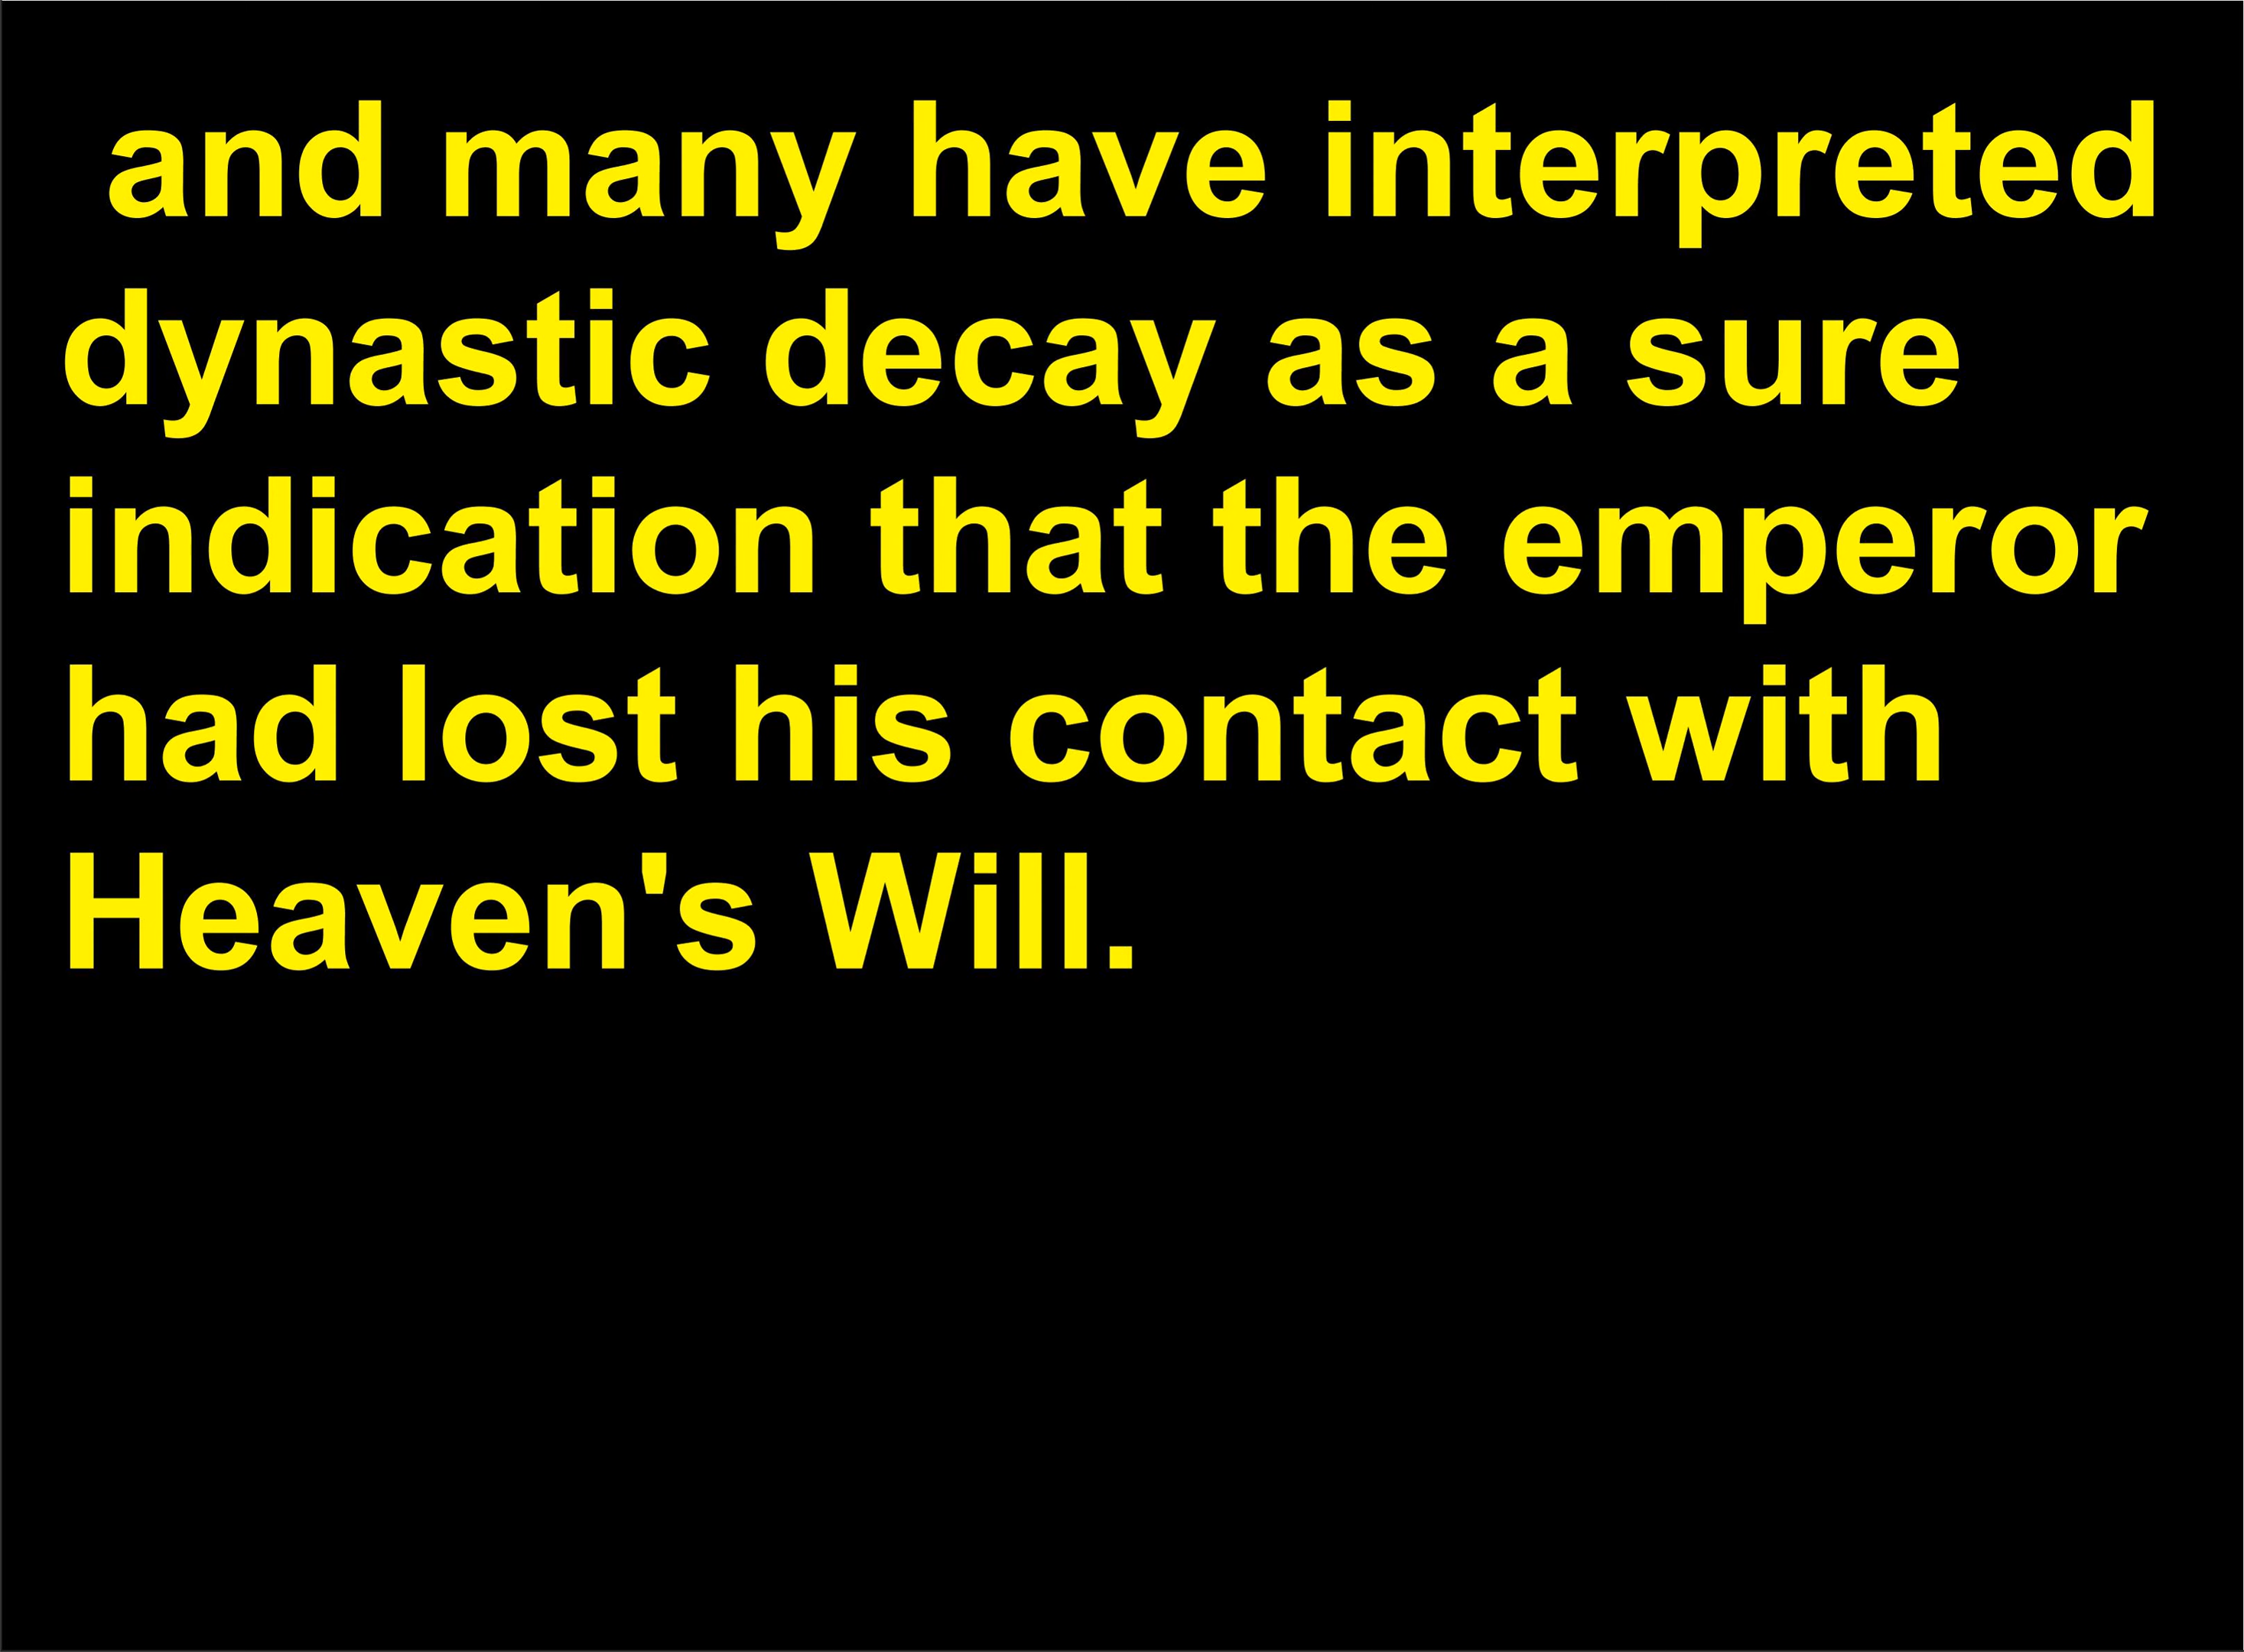 and many have interpreted
dynastic decay as a sure
indication that the emperor
had lost his contact with
Heaven's Will.